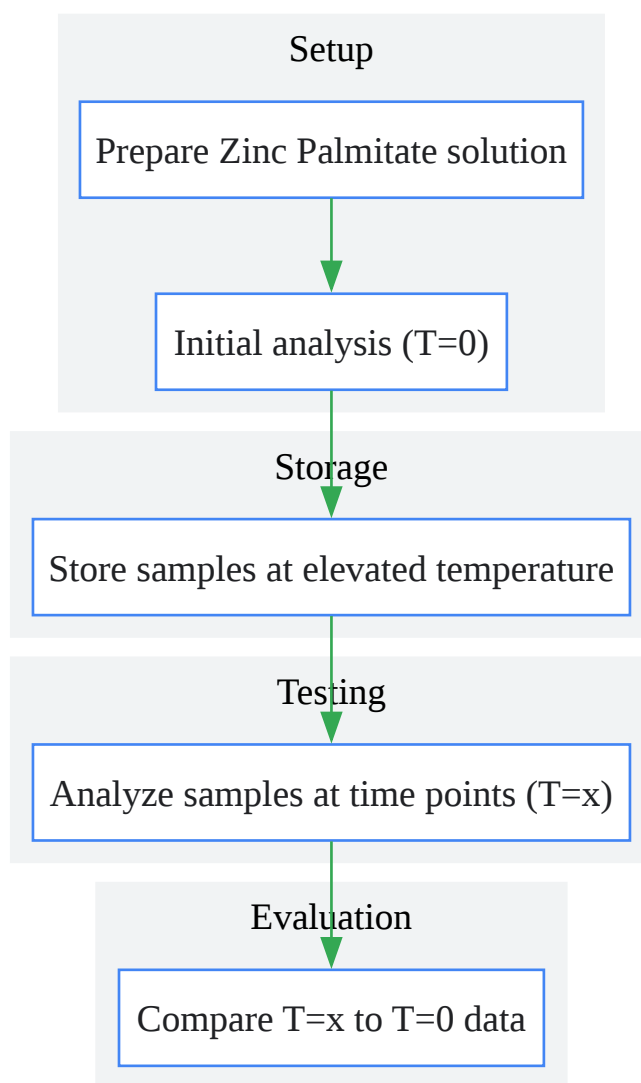 Setup
Prepare Zinc Palmitate solution
Initial analysis (T=0)
Storage
Store samples at elevated temperature
Testing
Analyze samples at time points (T=x)
Evaluation
Compare T=x to T=0 data